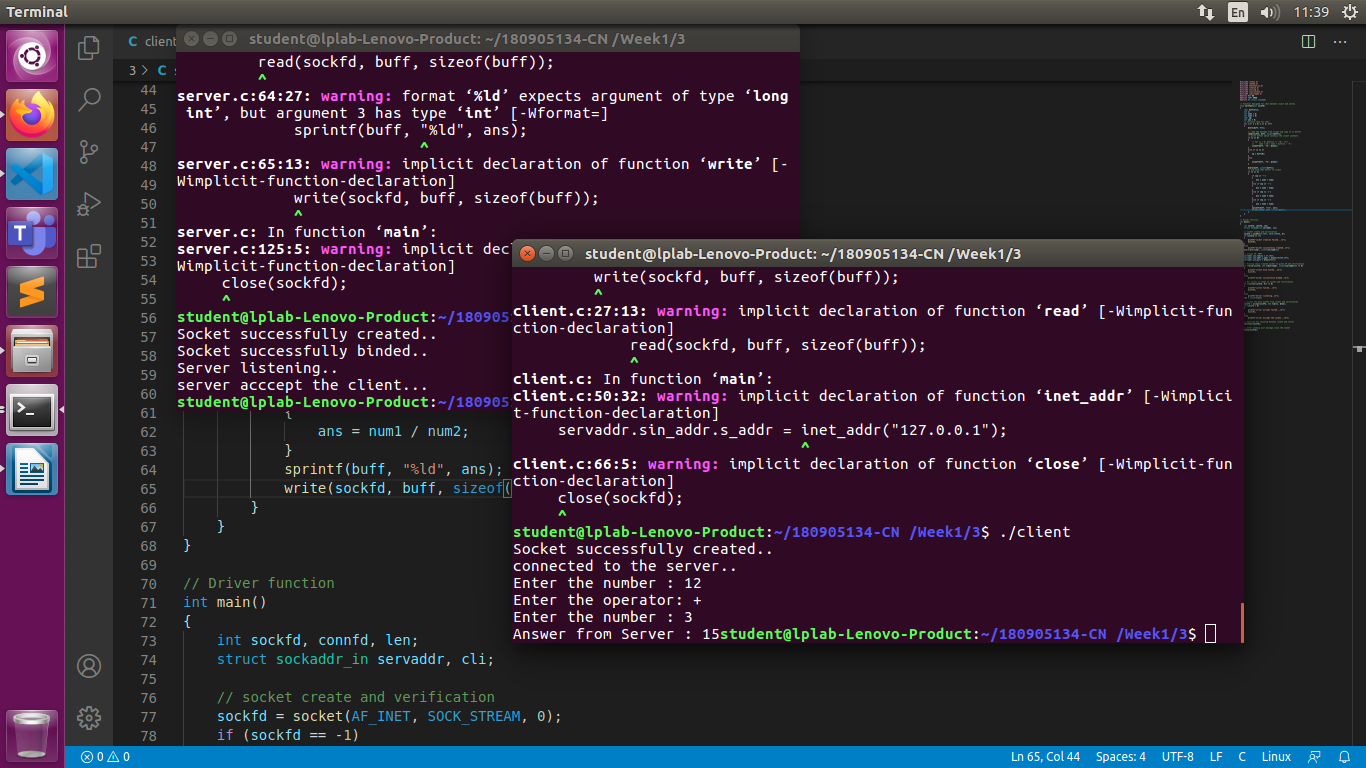 Terminal
En
11:39
client
student@lplab-Lenovo-Product: ~/180905134-CN /Week1/3
3 > C s
read(sockfd, buff, sizeof(buff));
^
server.c:64:27: warning: format ‘%ld’ expects argument of type ‘long
int’, but argument 3 has type ‘int’ [-Wformat=]
sprintf(buff, "%ld", ans);
^
server.c:65:13: warning: implicit declaration of function ‘write’ [-
Wimplicit-function-declaration]
write(sockfd, buff, sizeof(buff));
^
server.c: In function ‘main’:
server.c:125:5: warning: implicit dec
Wimplicit-function-declaration]
close(sockfd);
^
student@lplab-Lenovo-Product:~/180905
Socket successfully created..
Socket successfully binded..
Server listening..
server acccept the client...
student@lplab-Lenovo-Product:~/180905
44
45
46
47
48
49
50
51
52
53
54
55
56
57
58
59
60
61 {
62 ans = num1 / num2;
63 }
64 sprintf(buff, "%ld", ans);
65 write(sockfd, buff, sizeof(
66 }
67 }
68 }
69
70 // Driver function
71 int main()
72 {
73 int sockfd, connfd, len;
74 struct sockaddr_in servaddr, cli;
75
76 // socket create and verification
77 sockfd = socket(AF_INET, SOCK_STREAM, 0);
78 if (sockfd == -1)
student@lplab-Lenovo-Product: ~/180905134-CN /Week1/3
write(sockfd, buff, sizeof(buff));
^
client.c:27:13: warning: implicit declaration of function ‘read’ [-Wimplicit-fun
ction-declaration]
read(sockfd, buff, sizeof(buff));
^
client.c: In function ‘main’:
client.c:50:32: warning: implicit declaration of function ‘inet_addr’ [-Wimplici
t-function-declaration]
servaddr.sin_addr.s_addr = inet_addr("127.0.0.1");
^
client.c:66:5: warning: implicit declaration of function ‘close’ [-Wimplicit-fun
ction-declaration]
close(sockfd);
^
student@lplab-Lenovo-Product:~/180905134-CN /Week1/3$ ./client
Socket successfully created..
connected to the server..
Enter the number : 12
Enter the operator: +
Enter the number : 3
Answer from Server : 15student@lplab-Lenovo-Product:~/180905134-CN /Week1/3$
0 0
Ln 65, Col 44
Spaces: 4
UTF-8
LF
C
Linux